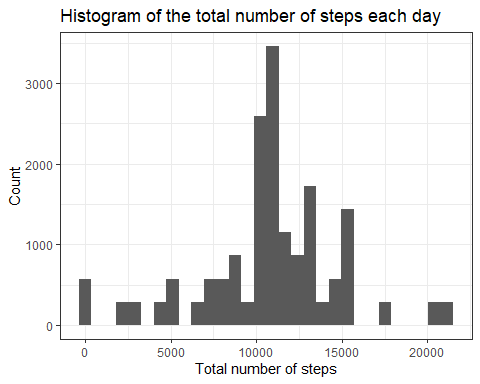 Histogram of the total number of steps each day
3000
2000
1000
0
Count
0 5000 10000 15000 20000
Total number of steps